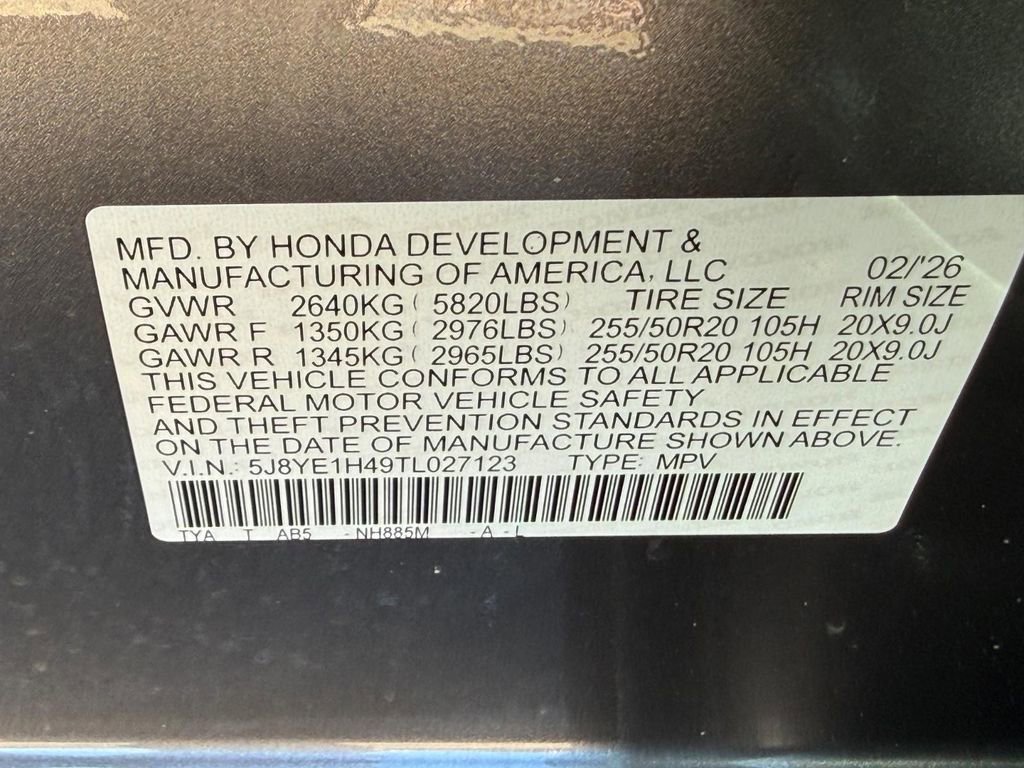 MFD. BY HONDA DEVELOPMENT &
MANUFACTURING OF AMERICA, LLC 02/'26
GVWR 2640KG ( 5820LBS) TIRE SIZE RIM SIZE
GAWR F 1350KG ( 2976LBS) 255/50R20 105H 20X9.0J
GAWR R 1345KG ( 2965LBS) 255/50R20 105H 20X9.0J
THIS VEHICLE CONFORMS TO ALL APPLICABLE
FEDERAL MOTOR VEHICLE SAFETY
AND THEFT PREVENTION STANDARDS IN EFFECT
ON THE DATE OF MANUFACTURE SHOWN ABOVE.
V.I.N.: 5J8YE1H49TL027123 TYPE: MPV
TYA T AB5 - NH885M - A - L